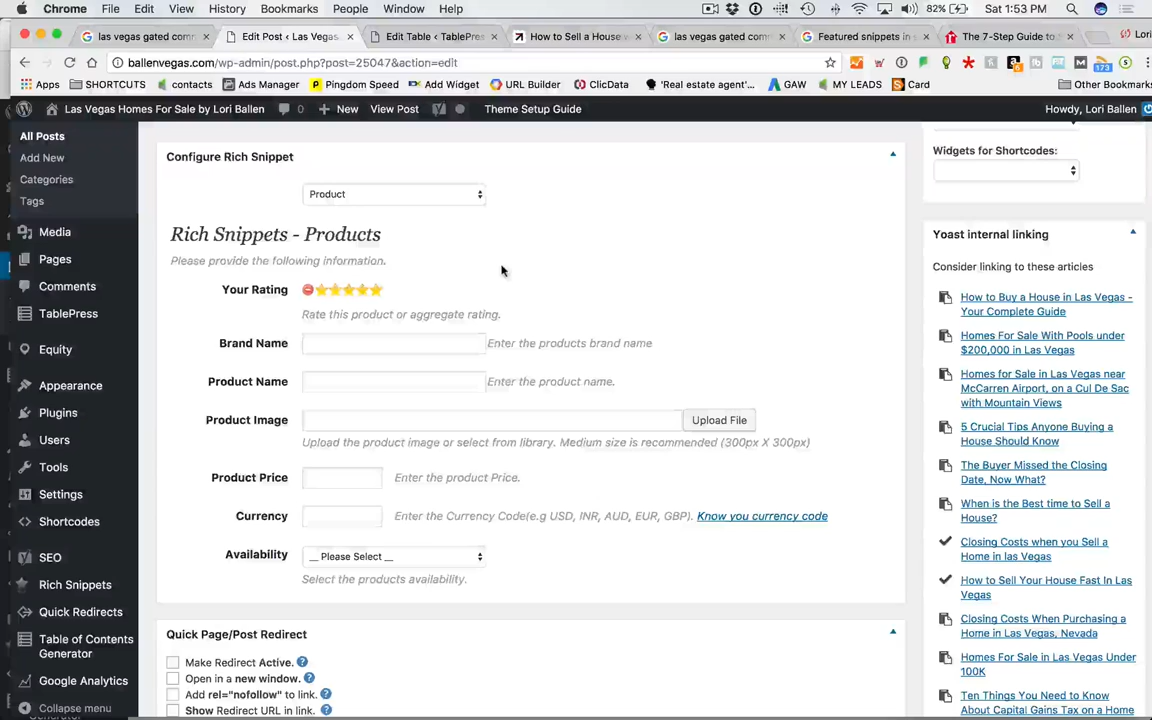 Chrome File Edit View History Bookmarks People Window Help 82% Sat 1:53 PM
las vegas gated com Edit Post ‹ Las Vegas Edit Table ‹ TablePres How to Sell a House las vegas gated com Featured snippets in s The 7-Step Guide to Lori
ballenvegas.com/wp-admin/post.php?post=25047&action=edit
Apps SHORTCUTS contacts Ads Manager Pingdom Speed Add Widget URL Builder ClicData 'Real estate agent'... GAW MY LEADS Card 173 Other Bookmarks
Las Vegas Homes For Sale by Lori Ballen 0 New View Post Theme Setup Guide Howdy, Lori Ballen
All Posts
Add New
Categories
Tags
Media
Pages
Comments
TablePress
Equity
Appearance
Plugins
Users
Tools
Settings
Shortcodes
SEO
Rich Snippets
Quick Redirects
Table of Contents
Generator
Google Analytics
Collapse menu
Generator
Configure Rich Snippet
Product
Rich Snippets - Products
Please provide the following information.
Your Rating
Rate this product or aggregate rating.
Brand Name Enter the products brand name
Product Name Enter the product name.
Product Image Upload File
Upload the product image or select from library. Medium size is recommended (300px X 300px)
Product Price Enter the product Price.
Currency Enter the Currency Code(e.g USD, INR, AUD, EUR, GBP). Know you currency code
Availability __ Please Select __
Select the products availability.
Quick Page/Post Redirect
Make Redirect Active. ?
Open in a new window. ?
Add rel="nofollow" to link. ?
Show Redirect URL in link. ?
Widgets for Shortcodes:
Yoast internal linking
Consider linking to these articles
How to Buy a House in Las Vegas -
Your Complete Guide
Homes For Sale With Pools under
$200,000 in Las Vegas
Homes for Sale in Las Vegas near
McCarren Airport, on a Cul De Sac
with Mountain Views
5 Crucial Tips Anyone Buying a
House Should Know
The Buyer Missed the Closing
Date, Now What?
When is the Best time to Sell a
House?
Closing Costs when you Sell a
Home in las Vegas
How to Sell Your House Fast In Las
Vegas
Closing Costs When Purchasing a
Home in Las Vegas, Nevada
Homes For Sale in Las Vegas Under
100K
Ten Things You Need to Know
About Capital Gains Tax on a Home